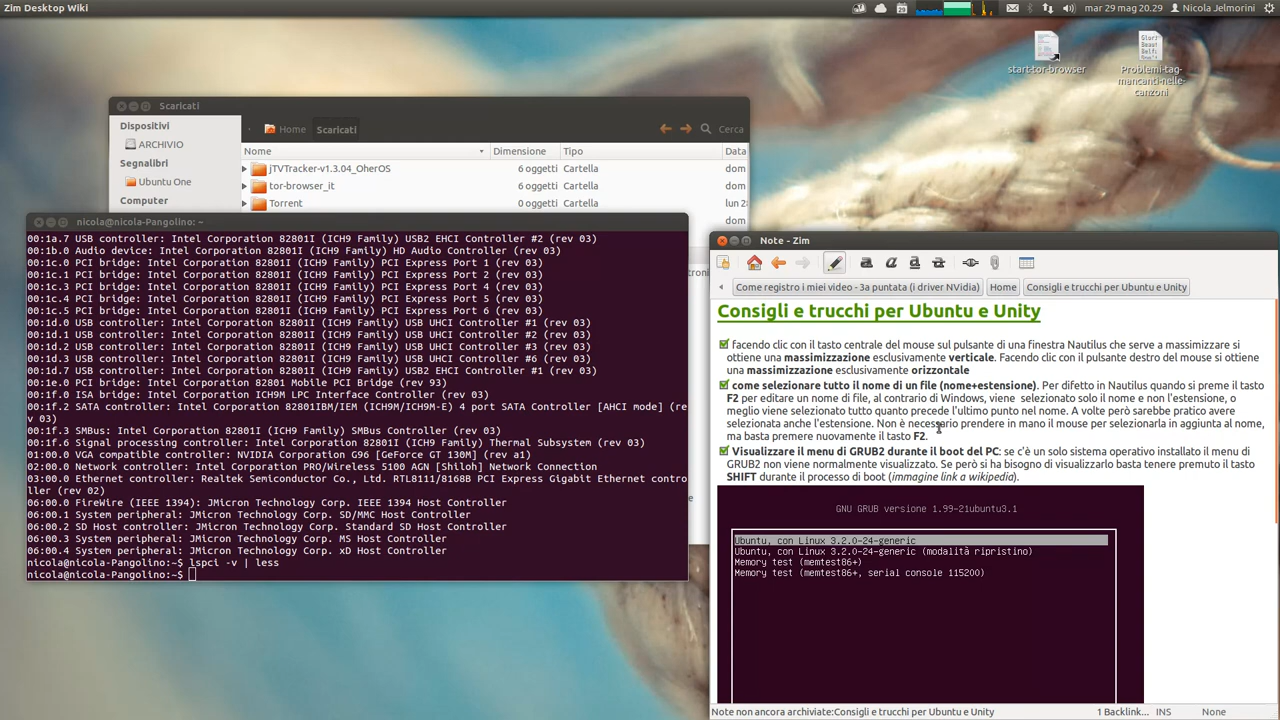 Zim Desktop Wiki
mar 29 mag 20.29 Nicola Jelmorini
start-tor-browser
Problemi-tag-
mancanti-nelle-
canzoni
Scaricati
Dispositivi
ARCHIVIO
Segnalibri
Ubuntu One
Computer
Home Scaricati Cerca
Nome Dimensione Tipo Data
jTVTracker-v1.3.04_OherOS 6 oggetti Cartella dom
tor-browser_it 6 oggetti Cartella dom
Torrent 0 oggetti Cartella lun 28
dom
nicola@nicola-Pangolino: ~
00:1a.7 USB controller: Intel Corporation 82801I (ICH9 Family) USB2 EHCI Controller #2 (rev 03)
00:1b.0 Audio device: Intel Corporation 82801I (ICH9 Family) HD Audio Controller (rev 03)
00:1c.0 PCI bridge: Intel Corporation 82801I (ICH9 Family) PCI Express Port 1 (rev 03)
00:1c.1 PCI bridge: Intel Corporation 82801I (ICH9 Family) PCI Express Port 2 (rev 03)
00:1c.2 PCI bridge: Intel Corporation 82801I (ICH9 Family) PCI Express Port 3 (rev 03)
00:1c.3 PCI bridge: Intel Corporation 82801I (ICH9 Family) PCI Express Port 4 (rev 03)
00:1c.4 PCI bridge: Intel Corporation 82801I (ICH9 Family) PCI Express Port 5 (rev 03)
00:1c.5 PCI bridge: Intel Corporation 82801I (ICH9 Family) PCI Express Port 6 (rev 03)
00:1d.0 USB controller: Intel Corporation 82801I (ICH9 Family) USB UHCI Controller #1 (rev 03)
00:1d.1 USB controller: Intel Corporation 82801I (ICH9 Family) USB UHCI Controller #2 (rev 03)
00:1d.2 USB controller: Intel Corporation 82801I (ICH9 Family) USB UHCI Controller #3 (rev 03)
00:1d.3 USB controller: Intel Corporation 82801I (ICH9 Family) USB UHCI Controller #6 (rev 03)
00:1d.7 USB controller: Intel Corporation 82801I (ICH9 Family) USB2 EHCI Controller #1 (rev 03)
00:1e.0 PCI bridge: Intel Corporation 82801 Mobile PCI Bridge (rev 93)
00:1f.0 ISA bridge: Intel Corporation ICH9M LPC Interface Controller (rev 03)
00:1f.2 SATA controller: Intel Corporation 82801IBM/IEM (ICH9M/ICH9M-E) 4 port SATA Controller [AHCI mode] (re
v 03)
00:1f.3 SMBus: Intel Corporation 82801I (ICH9 Family) SMBus Controller (rev 03)
00:1f.6 Signal processing controller: Intel Corporation 82801I (ICH9 Family) Thermal Subsystem (rev 03)
01:00.0 VGA compatible controller: NVIDIA Corporation G96 [GeForce GT 130M] (rev a1)
02:00.0 Network controller: Intel Corporation PRO/Wireless 5100 AGN [Shiloh] Network Connection
03:00.0 Ethernet controller: Realtek Semiconductor Co., Ltd. RTL8111/8168B PCI Express Gigabit Ethernet contro
ller (rev 02)
06:00.0 FireWire (IEEE 1394): JMicron Technology Corp. IEEE 1394 Host Controller
06:00.1 System peripheral: JMicron Technology Corp. SD/MMC Host Controller
06:00.2 SD Host controller: JMicron Technology Corp. Standard SD Host Controller
06:00.3 System peripheral: JMicron Technology Corp. MS Host Controller
06:00.4 System peripheral: JMicron Technology Corp. xD Host Controller
nicola@nicola-Pangolino:~$ lspci -v | less
nicola@nicola-Pangolino:~$
Note - Zim
Come registro i miei video - 3a puntata (i driver NVidia) Home Consigli e trucchi per Ubuntu e Unity
Consigli e trucchi per Ubuntu e Unity
facendo clic con il tasto centrale del mouse sul pulsante di una finestra Nautilus che serve a massimizzare si
ottiene una massimizzazione esclusivamente verticale. Facendo clic con il pulsante destro del mouse si ottiene
una massimizzazione esclusivamente orizzontale
come selezionare tutto il nome di un file (nome+estensione). Per difetto in Nautilus quando si preme il tasto
F2 per editare un nome di file, al contrario di Windows, viene selezionato solo il nome e non l'estensione, o
meglio viene selezionato tutto quanto precede l'ultimo punto nel nome. A volte però sarebbe pratico avere
selezionata anche l'estensione. Non è necessario prendere in mano il mouse per selezionarla in aggiunta al nome,
ma basta premere nuovamente il tasto F2.
Visualizzare il menu di GRUB2 durante il boot del PC: se c'è un solo sistema operativo installato il menu di
GRUB2 non viene normalmente visualizzato. Se però si ha bisogno di visualizzarlo basta tenere premuto il tasto
SHIFT durante il processo di boot (immagine link a wikipedia).
GNU GRUB versione 1.99-21ubuntu3.1
Ubuntu, con Linux 3.2.0-24-generic
Ubuntu, con Linux 3.2.0-24-generic (modalità ripristino)
Memory test (memtest86+)
Memory test (memtest86+, serial console 115200)
Note non ancora archiviate:Consigli e trucchi per Ubuntu e Unity 1 Backlink... INS None